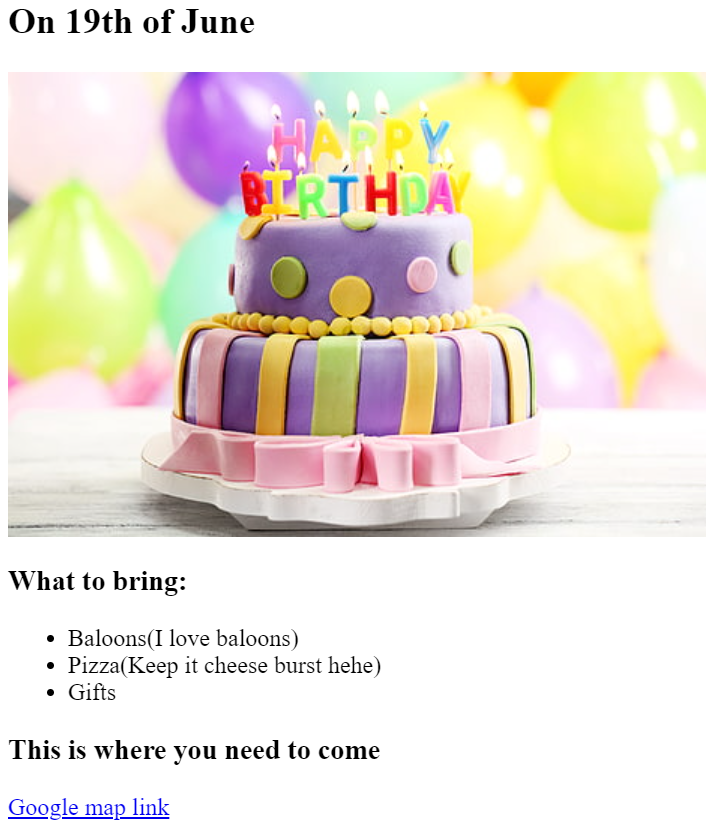 On 19th of June
HAPPY
BIRTHDAY
What to bring:
Baloons(I love baloons)
Pizza(Keep it cheese burst hehe)
Gifts
This is where you need to come
Google map link